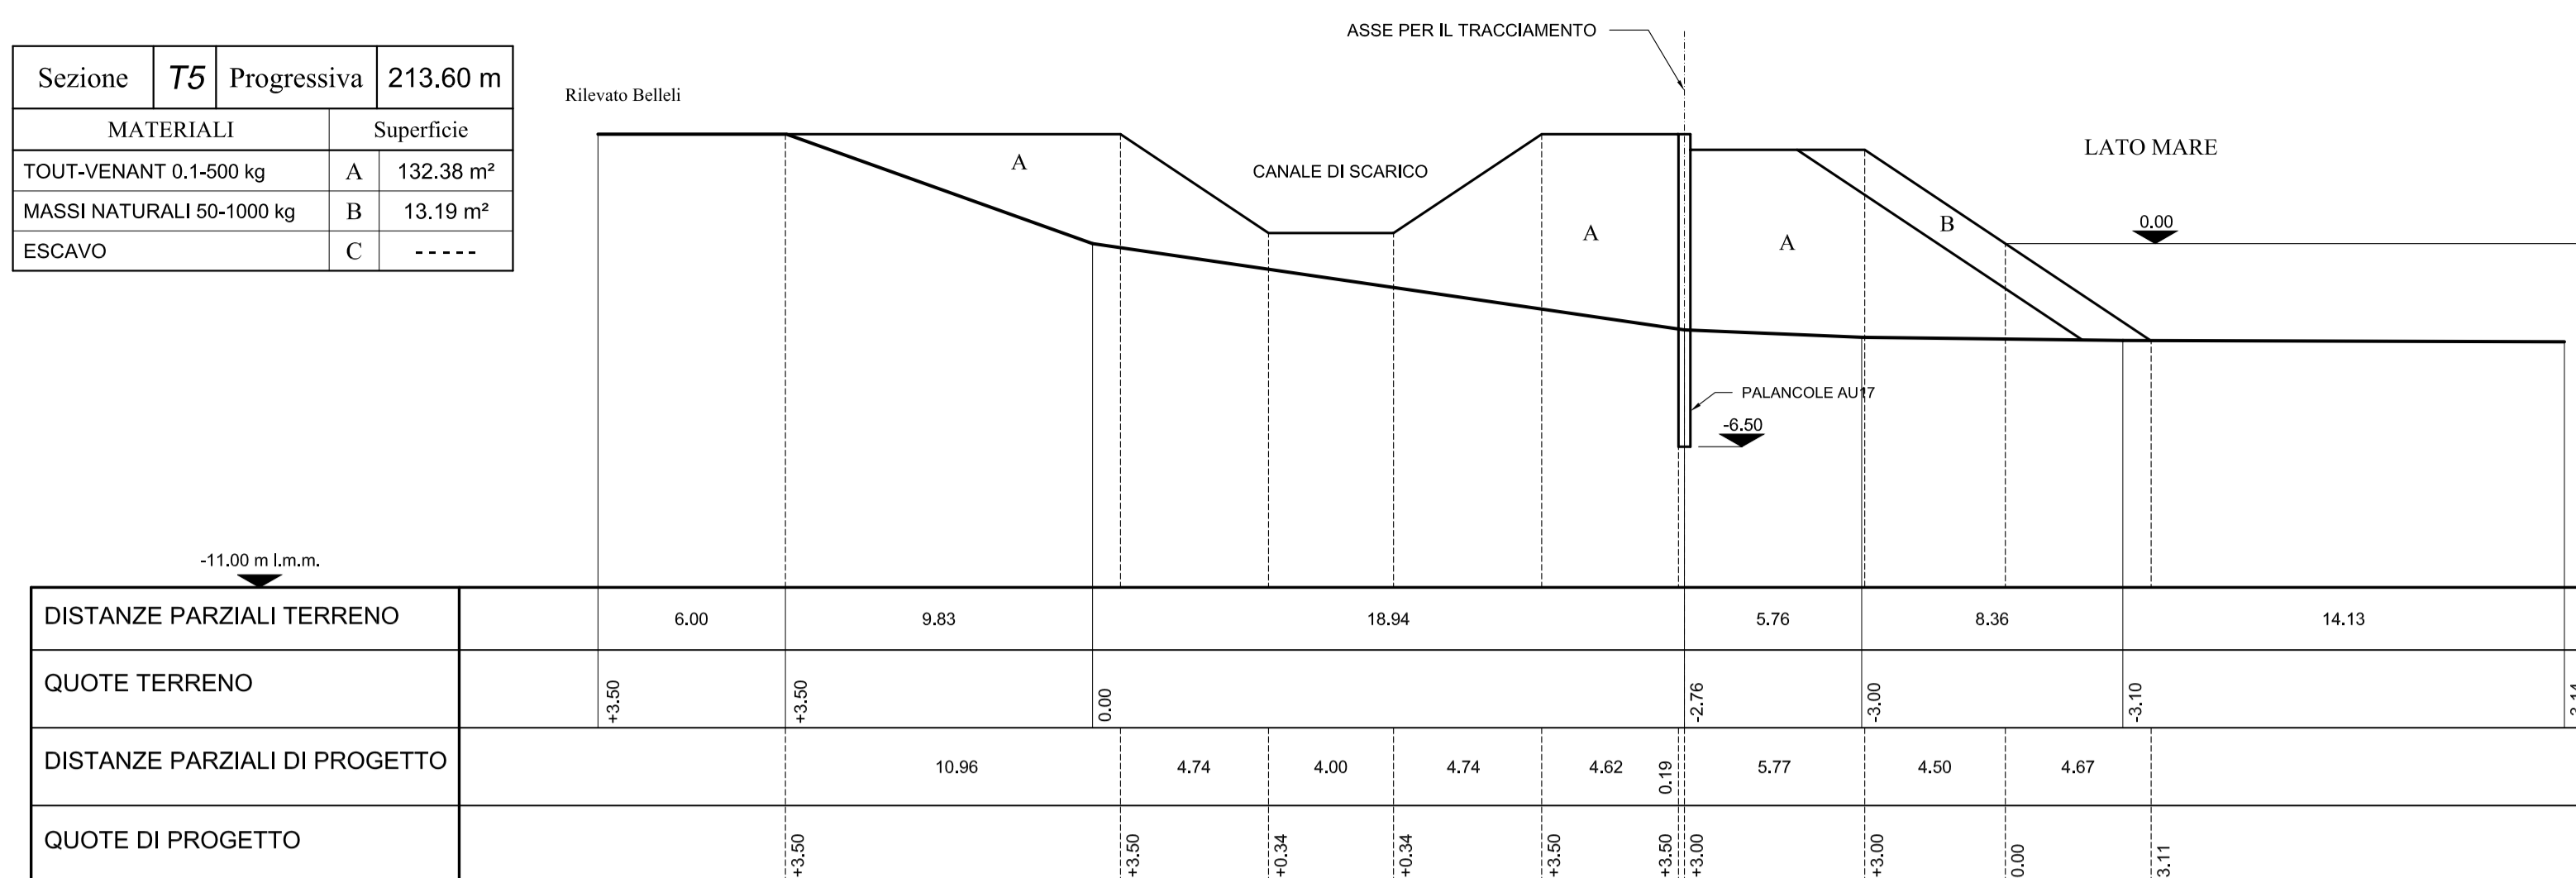 ASSE PER IL TRACCIAMENTO
Sezione T5 Progressiva 213.60 m
MATERIALI Superficie
TOUT-VENANT 0.1-500 kg A 132.38 m²
MASSI NATURALI 50-1000 kg B 13.19 m²
ESCAVO C -----
Rilevato Belleli
A
CANALE DI SCARICO
A
A
B
LATO MARE
0.00
PALANCOLE AU17
-6.50
-11.00 m l.m.m.
DISTANZE PARZIALI TERRENO 6.00 9.83 18.94 5.76 8.36 14.13
QUOTE TERRENO +3.50 +3.50 0.00 -2.76 -3.00 -3.10
DISTANZE PARZIALI DI PROGETTO 10.96 4.74 4.00 4.74 4.62 0.19 5.77 4.50 4.67
QUOTE DI PROGETTO +3.50 +3.50 +0.34 +0.34 +3.50 +3.50 +3.00 +3.00 0.00 3.11